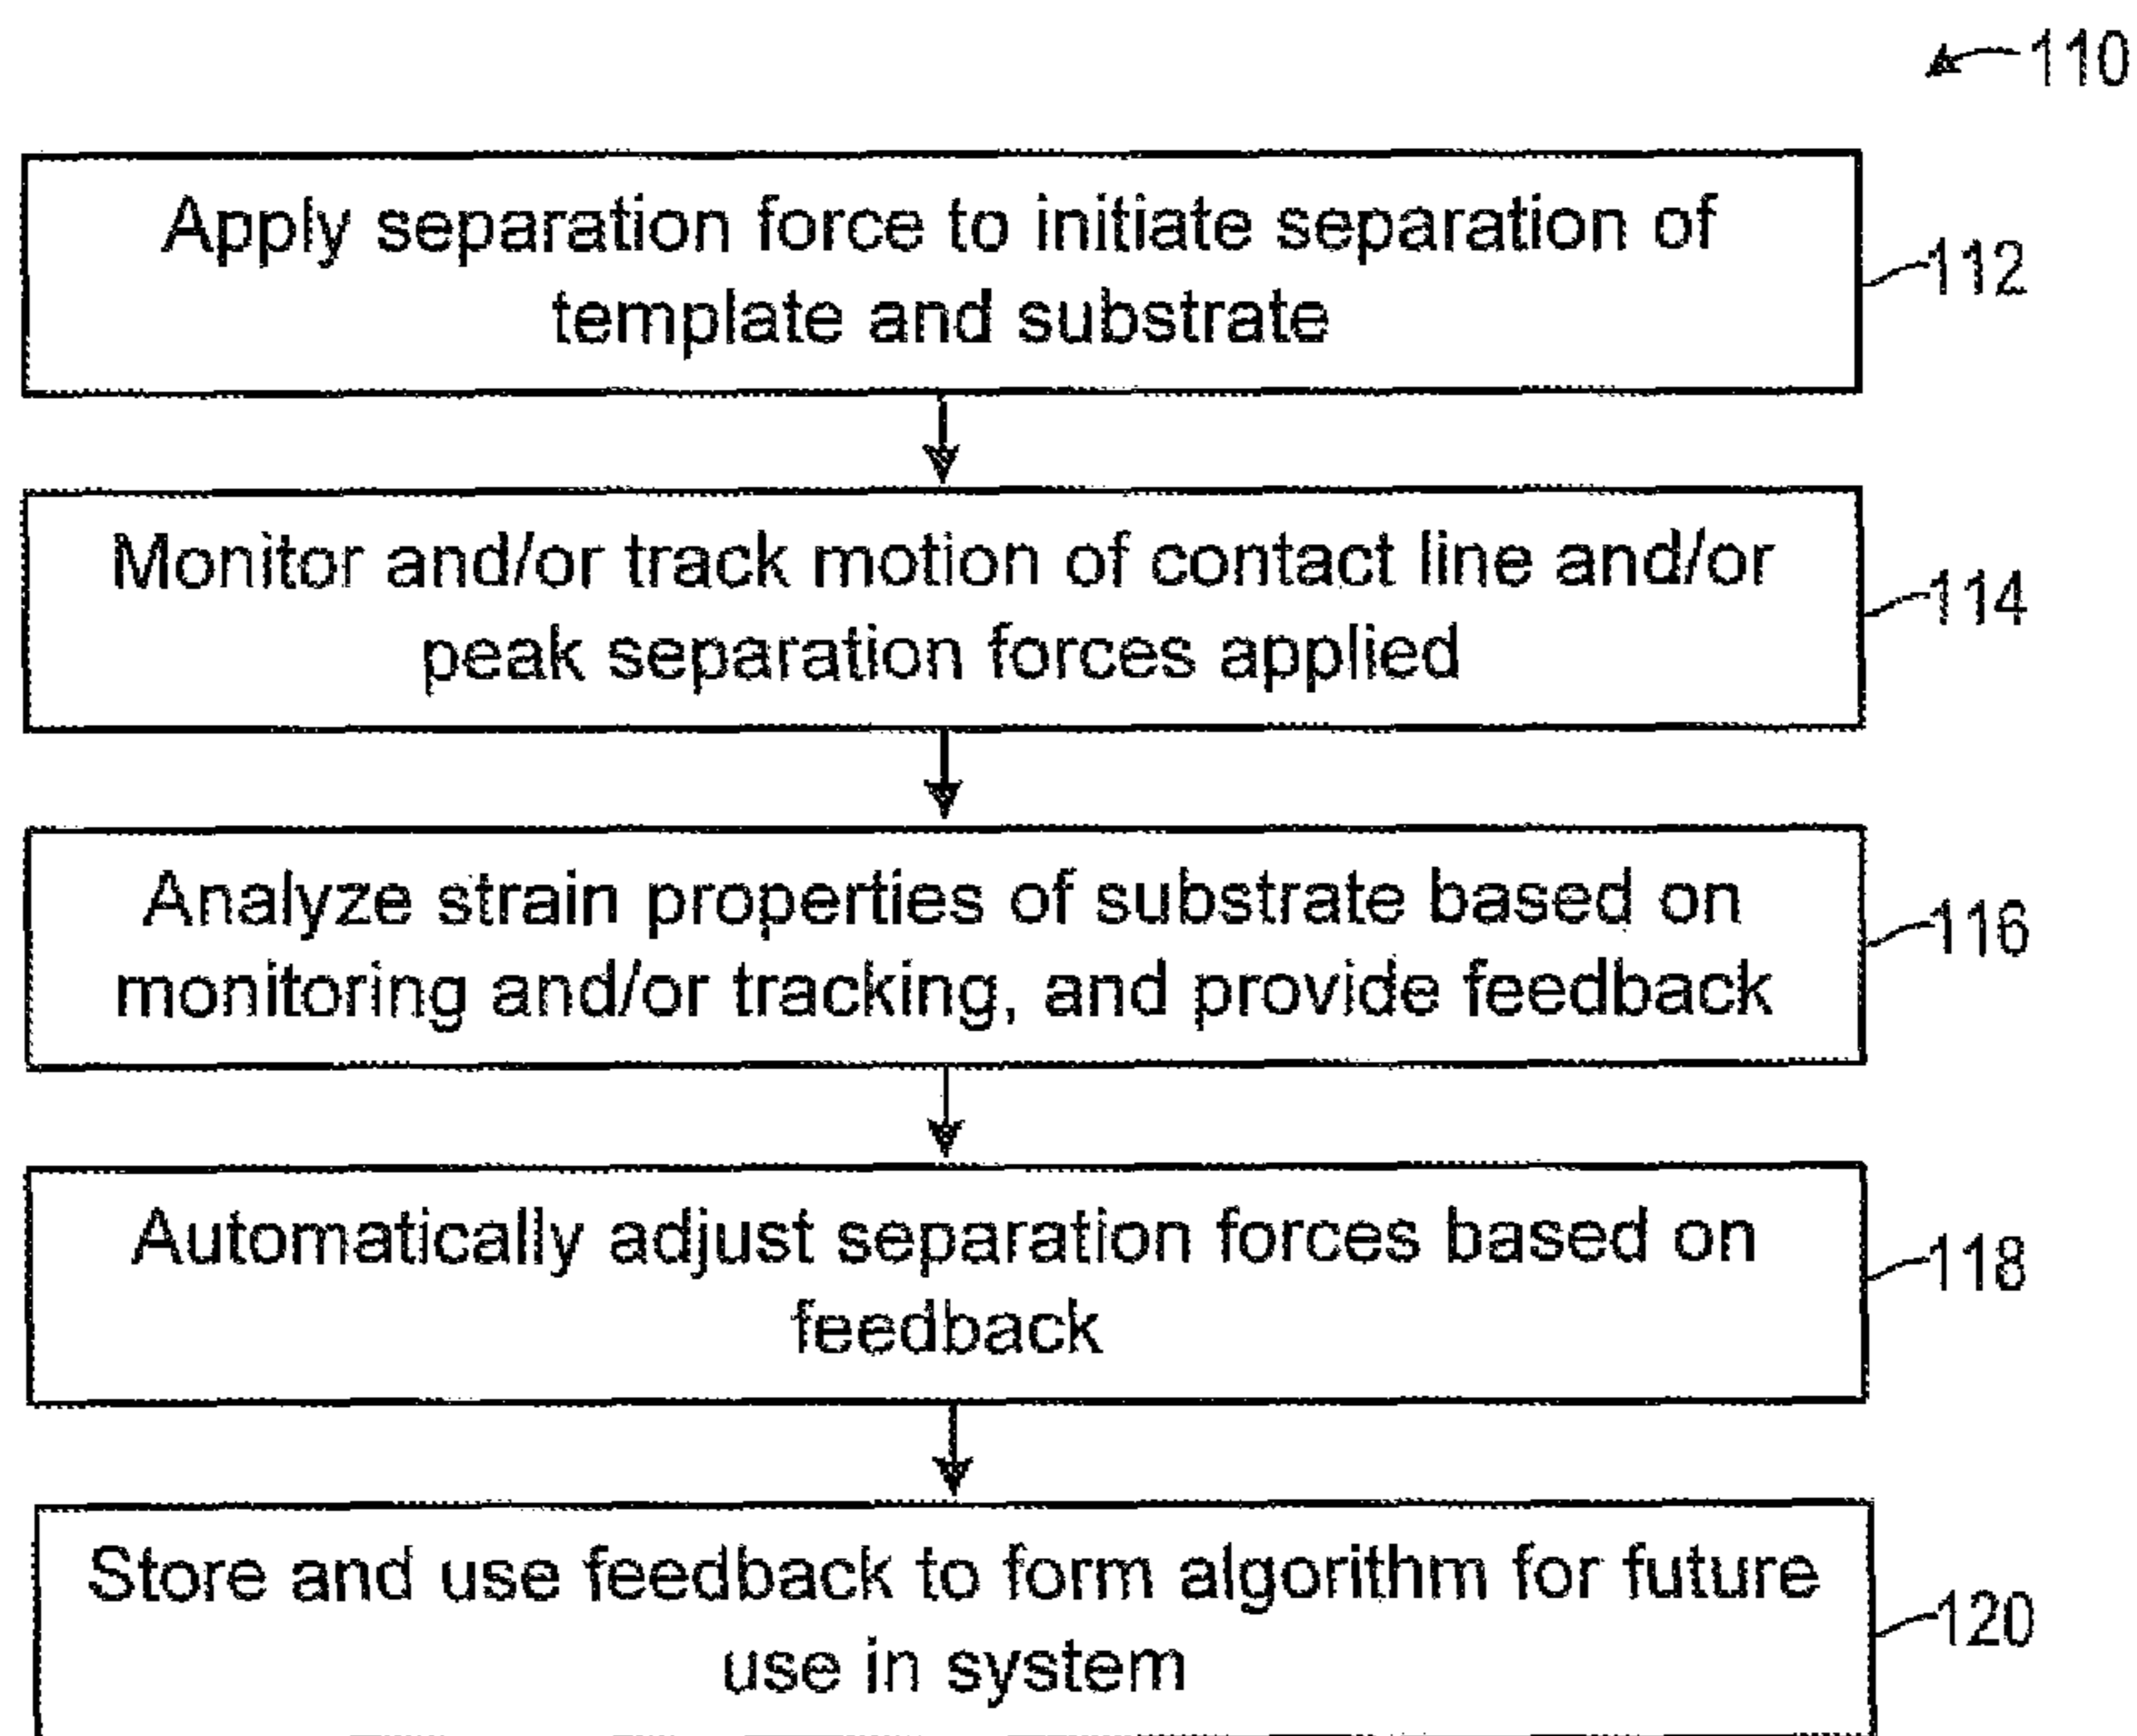 110
Apply separation force to initiate separation of
template and substrate
112
Monitor and/or track motion of contact line and/or
peak separation forces applied
114
Analyze strain properties of substrate based on
monitoring and/or tracking, and provide feedback
116
Automatically adjust separation forces based on
feedback
118
Store and use feedback to form algorithm for future
use in system
120